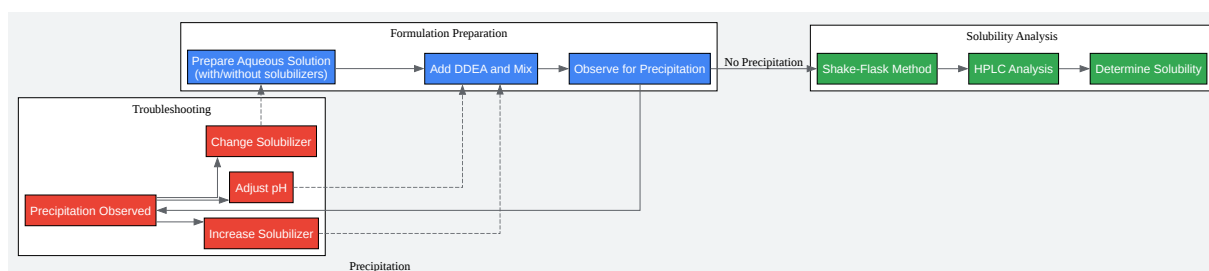 Formulation Preparation
Prepare Aqueous Solution
(with/without solubilizers)
Add DDEA and Mix
Observe for Precipitation
No Precipitation
Solubility Analysis
Shake-Flask Method
HPLC Analysis
Determine Solubility
Troubleshooting
Change Solubilizer
Adjust pH
Precipitation Observed
Increase Solubilizer
Precipitation